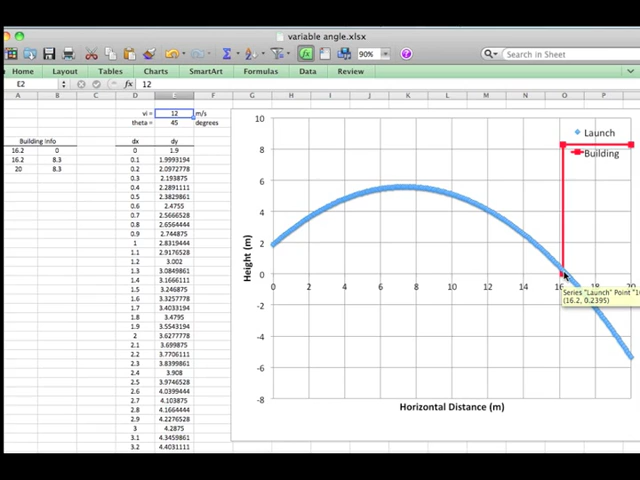 variable angle.xlsx
90%
Search in Sheet
Home Layout Tables Charts SmartArt Formulas Data Review
E2 fx 12
A B C D E F G H I J K L M N O P Q
vi = 12 m/s
theta = 45 degrees
Building Info dx dy
16.2 0 0 1.9
16.2 8.3 0.1 1.9993194
20 8.3 0.2 2.0972778
0.3 2.193875
0.4 2.2891111
0.5 2.3829861
0.6 2.4755
0.7 2.5666528
0.8 2.6564444
0.9 2.744875
1 2.8319444
1.1 2.9176528
1.2 3.002
1.3 3.0849861
1.4 3.1666111
1.5 3.246875
1.6 3.3257778
1.7 3.4033194
1.8 3.4795
1.9 3.5543194
2 3.6277778
2.1 3.699875
2.2 3.7706111
2.3 3.8399861
2.4 3.908
2.5 3.9746528
2.6 4.0399444
2.7 4.103875
2.8 4.1664444
2.9 4.2276528
3 4.2875
3.1 4.3459861
3.2 4.4031111
10
8
6
4
2
0
-2
-4
-6
-8
Height (m)
0 2 4 6 8 10 12 14 16 18 20
Horizontal Distance (m)
Launch
Building
Series "Launch" Point "16
(16.2, 0.2395)